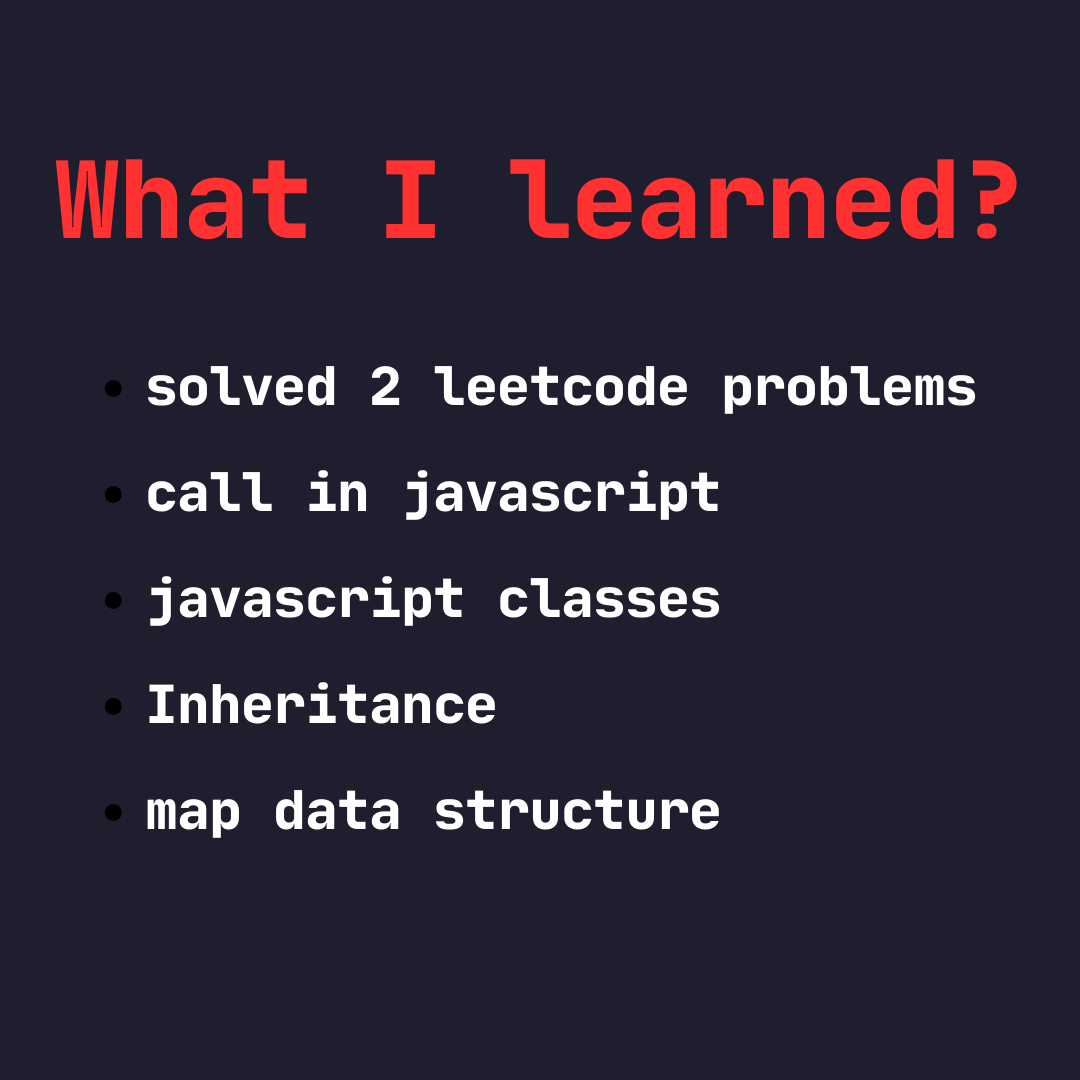 What I learned?
• solved 2 leetcode problems
• call in javascript
• javascript classes
• Inheritance
• map data structure